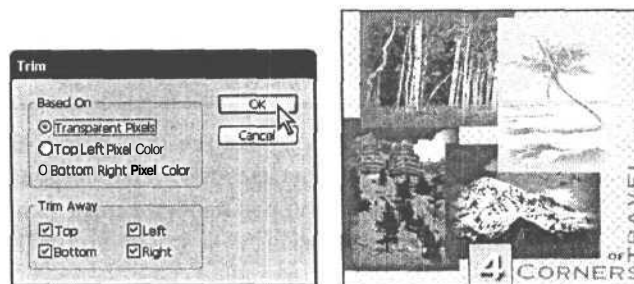 Trim
Based On
Transparent Pixels
Top Left Pixel Color
Bottom Right Pixel Color
OK
Cancel
Trim Away
Top
Left
Bottom
Right
OF
4 CORNERS